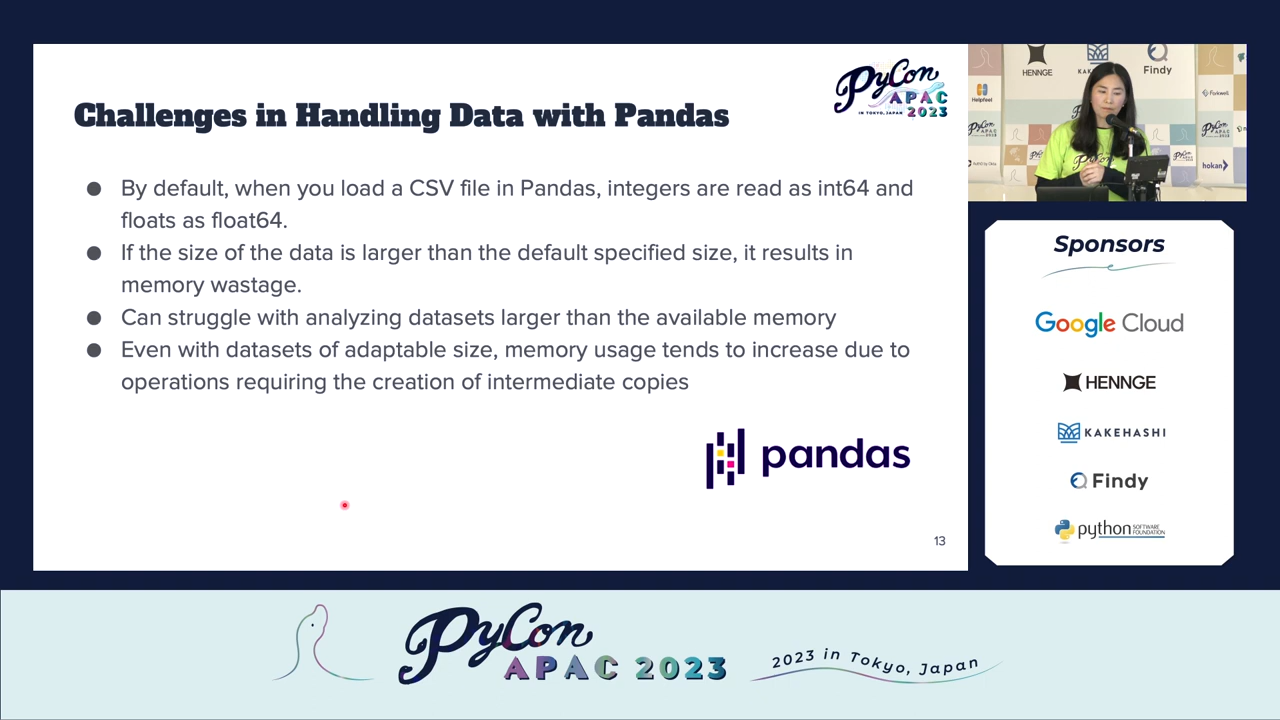 Challenges in Handling Data with Pandas
PyCon
APAC
IN TOKYO, JAPAN 2023
● By default, when you load a CSV file in Pandas, integers are read as int64 and
floats as float64.
● If the size of the data is larger than the default specified size, it results in
memory wastage.
● Can struggle with analyzing datasets larger than the available memory
● Even with datasets of adaptable size, memory usage tends to increase due to
operations requiring the creation of intermediate copies
pandas
13
HENNGE
Findy
Helpfeel
Forkwell
hokan
Sponsors
Google Cloud
HENNGE
KAKEHASHI
Findy
python SOFTWARE FOUNDATION
PyCon
APAC 2023
2023 in Tokyo, Japan